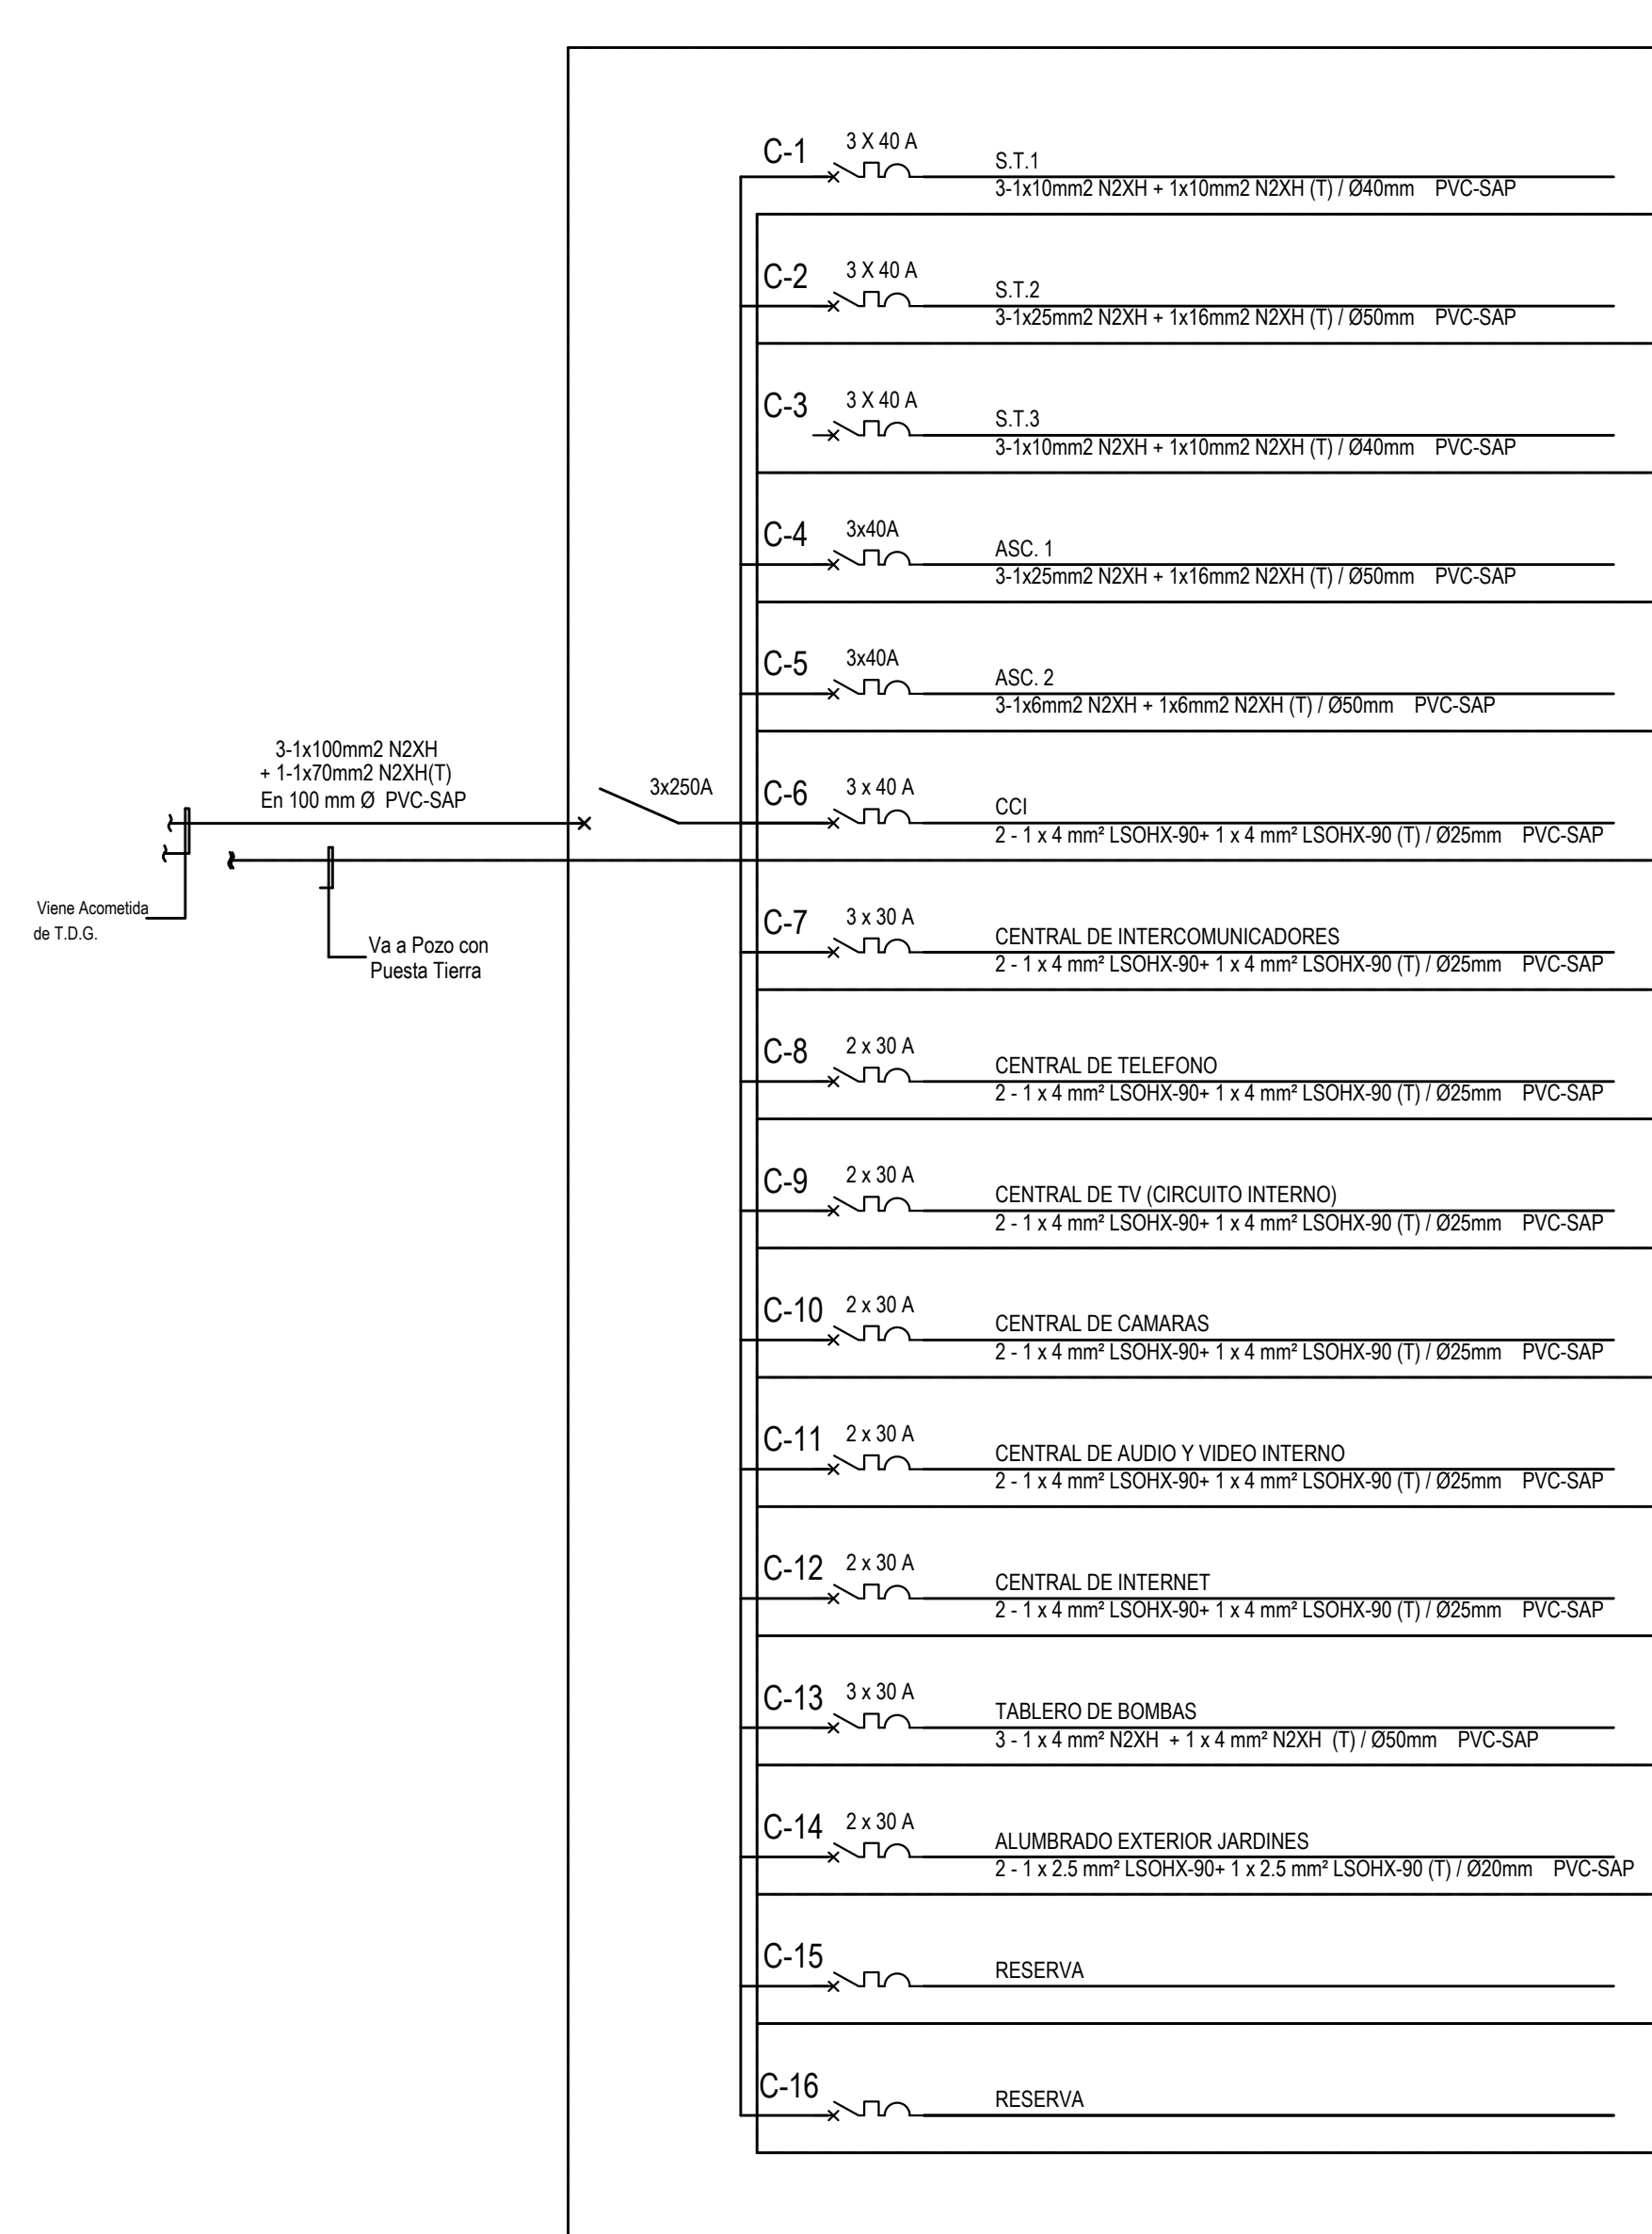 C-1
3 X 40 A
S.T.1
3-1x10mm2 N2XH + 1x10mm2 N2XH (T) / Ø40mm PVC-SAP
C-2
3 X 40 A
S.T.2
3-1x25mm2 N2XH + 1x16mm2 N2XH (T) / Ø50mm PVC-SAP
C-3
3 X 40 A
S.T.3
3-1x10mm2 N2XH + 1x10mm2 N2XH (T) / Ø40mm PVC-SAP
C-4
3x40A
ASC. 1
3-1x25mm2 N2XH + 1x16mm2 N2XH (T) / Ø50mm PVC-SAP
C-5
3x40A
ASC. 2
3-1x6mm2 N2XH + 1x6mm2 N2XH (T) / Ø50mm PVC-SAP
3-1x100mm2 N2XH
+ 1-1x70mm2 N2XH(T)
En 100 mm Ø PVC-SAP
3x250A
C-6
3 x 40 A
CCI
2 - 1 x 4 mm² LSOHX-90+ 1 x 4 mm² LSOHX-90 (T) / Ø25mm PVC-SAP
Viene Acometida
de T.D.G.
Va a Pozo con
Puesta Tierra
C-7
3 x 30 A
CENTRAL DE INTERCOMUNICADORES
2 - 1 x 4 mm² LSOHX-90+ 1 x 4 mm² LSOHX-90 (T) / Ø25mm PVC-SAP
C-8
2 x 30 A
CENTRAL DE TELEFONO
2 - 1 x 4 mm² LSOHX-90+ 1 x 4 mm² LSOHX-90 (T) / Ø25mm PVC-SAP
C-9
2 x 30 A
CENTRAL DE TV (CIRCUITO INTERNO)
2 - 1 x 4 mm² LSOHX-90+ 1 x 4 mm² LSOHX-90 (T) / Ø25mm PVC-SAP
C-10
2 x 30 A
CENTRAL DE CAMARAS
2 - 1 x 4 mm² LSOHX-90+ 1 x 4 mm² LSOHX-90 (T) / Ø25mm PVC-SAP
C-11
2 x 30 A
CENTRAL DE AUDIO Y VIDEO INTERNO
2 - 1 x 4 mm² LSOHX-90+ 1 x 4 mm² LSOHX-90 (T) / Ø25mm PVC-SAP
C-12
2 x 30 A
CENTRAL DE INTERNET
2 - 1 x 4 mm² LSOHX-90+ 1 x 4 mm² LSOHX-90 (T) / Ø25mm PVC-SAP
C-13
3 x 30 A
TABLERO DE BOMBAS
3 - 1 x 4 mm² N2XH + 1 x 4 mm² N2XH (T) / Ø50mm PVC-SAP
C-14
2 x 30 A
ALUMBRADO EXTERIOR JARDINES
2 - 1 x 2.5 mm² LSOHX-90+ 1 x 2.5 mm² LSOHX-90 (T) / Ø20mm PVC-SAP
C-15
RESERVA
C-16
RESERVA